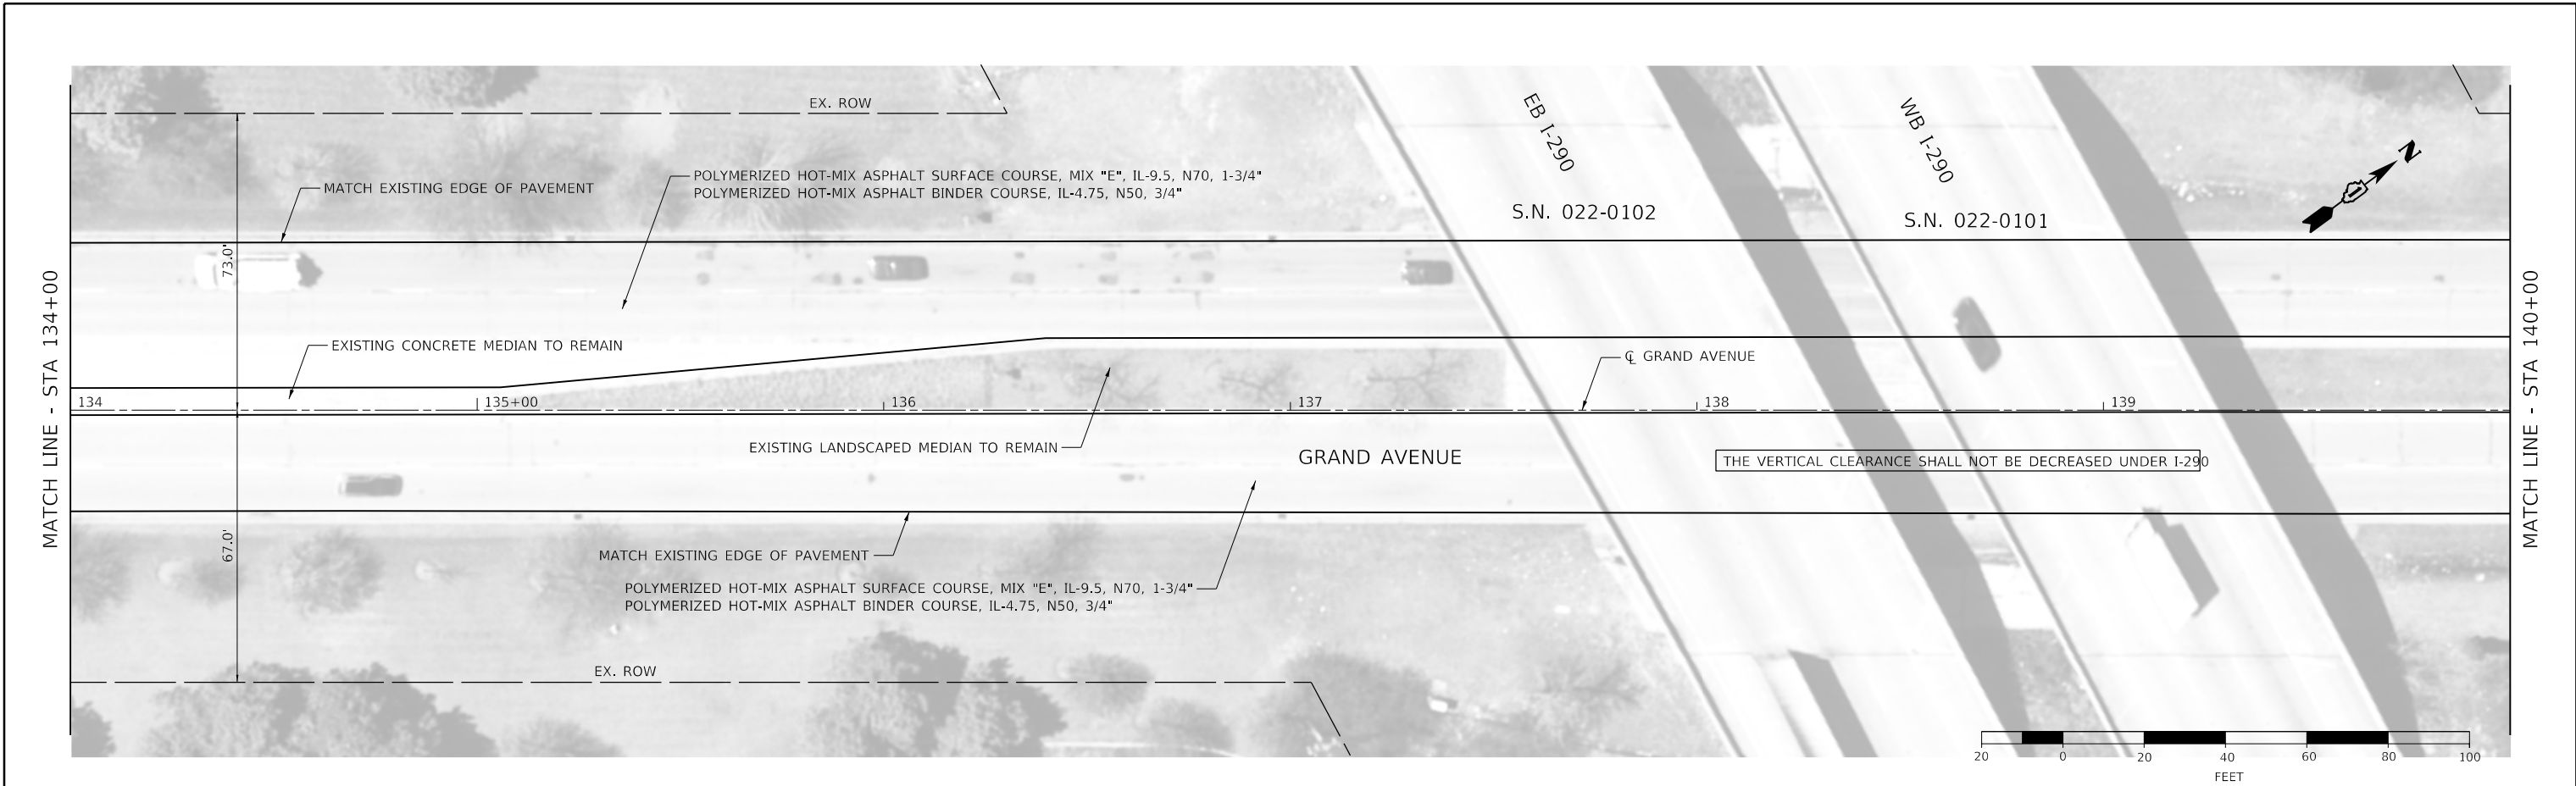 EX. ROW
EB I-290
WB I-290
N
MATCH EXISTING EDGE OF PAVEMENT
POLYMERIZED HOT-MIX ASPHALT SURFACE COURSE, MIX "E", IL-9.5, N70, 1-3/4"
POLYMERIZED HOT-MIX ASPHALT BINDER COURSE, IL-4.75, N50, 3/4"
S.N. 022-0102
S.N. 022-0101
73.0'
MATCH LINE - STA 134+00
MATCH LINE - STA 140+00
EXISTING CONCRETE MEDIAN TO REMAIN
℄ GRAND AVENUE
134
135+00
136
137
138
139
EXISTING LANDSCAPED MEDIAN TO REMAIN
GRAND AVENUE
THE VERTICAL CLEARANCE SHALL NOT BE DECREASED UNDER I-290
67.0'
MATCH EXISTING EDGE OF PAVEMENT
POLYMERIZED HOT-MIX ASPHALT SURFACE COURSE, MIX "E", IL-9.5, N70, 1-3/4"
POLYMERIZED HOT-MIX ASPHALT BINDER COURSE, IL-4.75, N50, 3/4"
EX. ROW
20 0 20 40 60 80 100
FEET